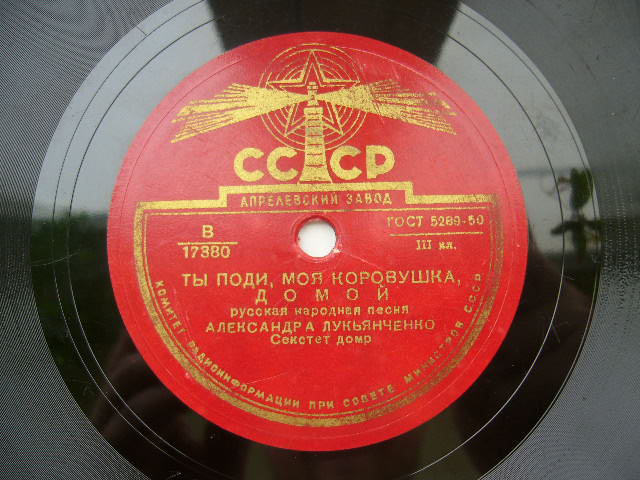 СССР
АПРЕЛЕВСКИЙ ЗАВОД
В
17380
ГОСТ 5289-50
III кл.
ТЫ ПОДИ, МОЯ КОРОВУШКА,
ДОМОЙ
русская народная песня
АЛЕКСАНДРА ЛУКЬЯНЧЕНКО
Секстет домр
КОМИТЕТ РАДИОИНФОРМАЦИИ ПРИ СОВЕТЕ МИНИСТРОВ СССР